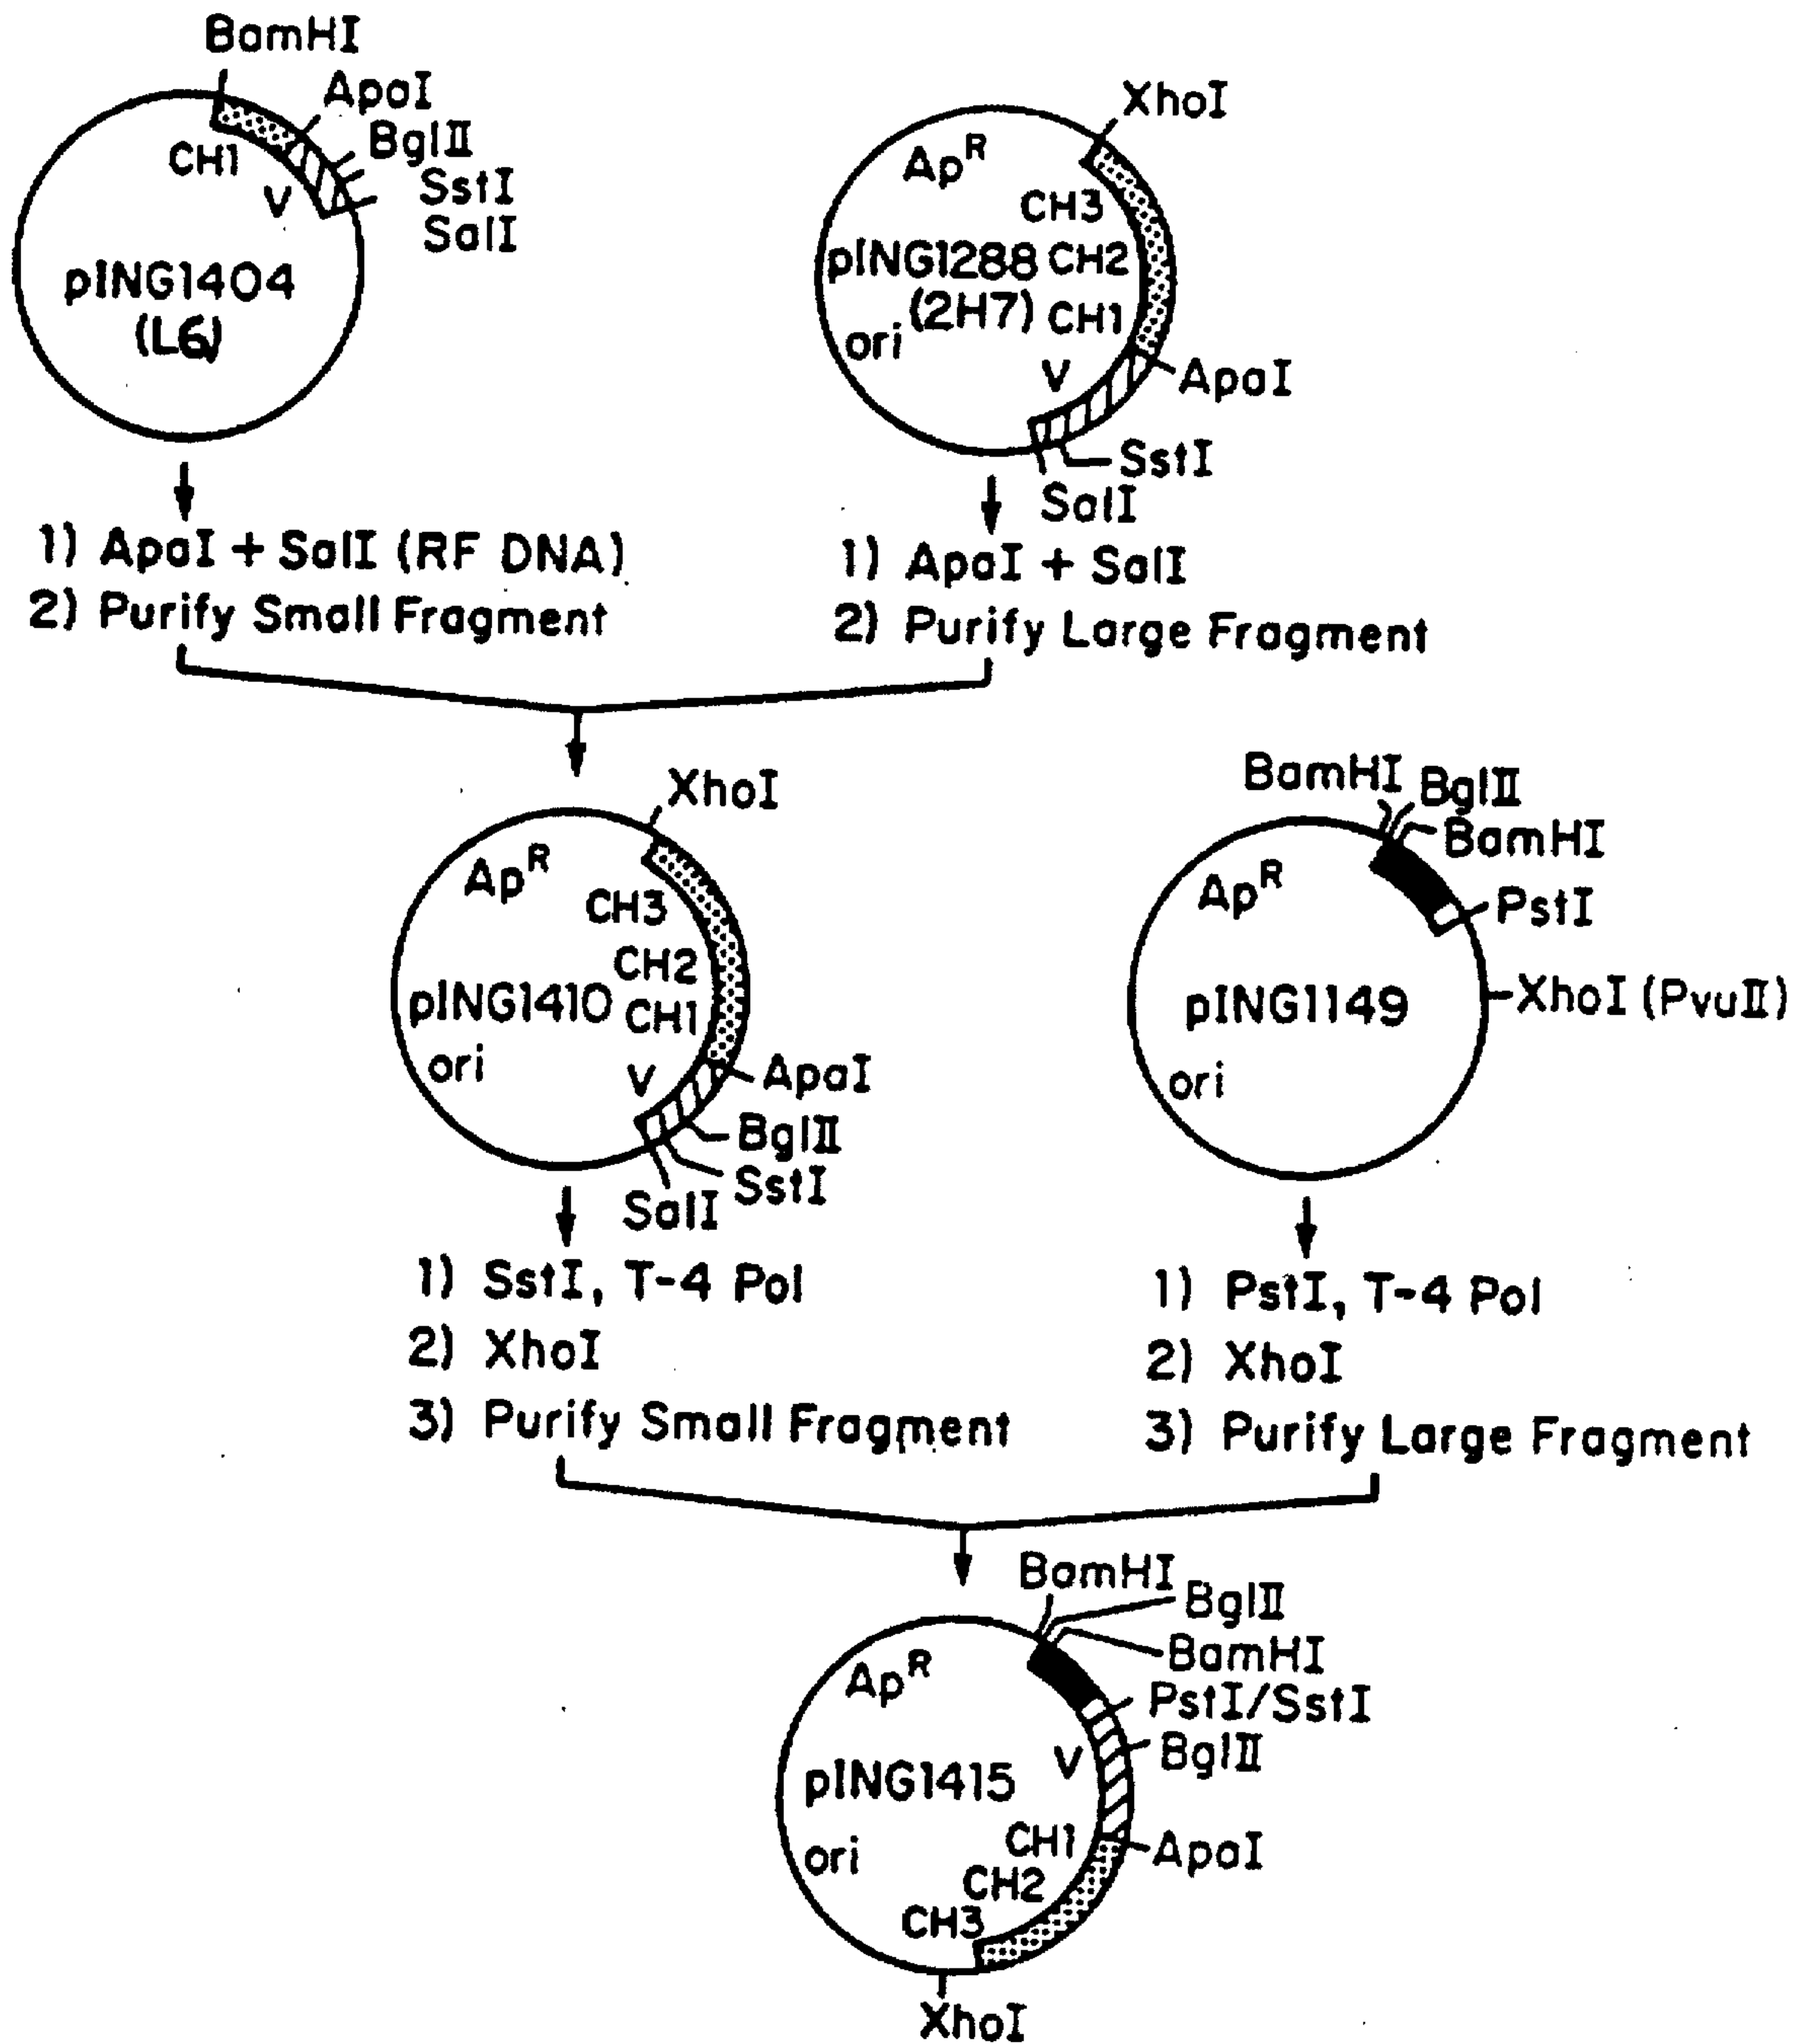 BamHI
ApaI
BglII
SstI
SalI
CH1
V
pING1404
(L6)
XhoI
Ap^R
CH3
pING1288 CH2
(2H7) CH1
ori
V
ApaI
SstI
SalI
1) ApaI + SalI (RF DNA)
2) Purify Small Fragment
1) ApaI + SalI
2) Purify Large Fragment
XhoI
Ap^R
CH3
CH2
pING1410 CH1
ori
V
ApaI
BglII
SstI
SalI
BamHI
BglII
BamHI
Ap^R
PstI
XhoI (PvuII)
pING1149
ori
1) SstI, T-4 Pol
2) XhoI
3) Purify Small Fragment
1) PstI, T-4 Pol
2) XhoI
3) Purify Large Fragment
BamHI
BglII
BamHI
Ap^R
PstI/SstI
BglII
V
pING1415
CH1
ori
ApaI
CH2
CH3
XhoI